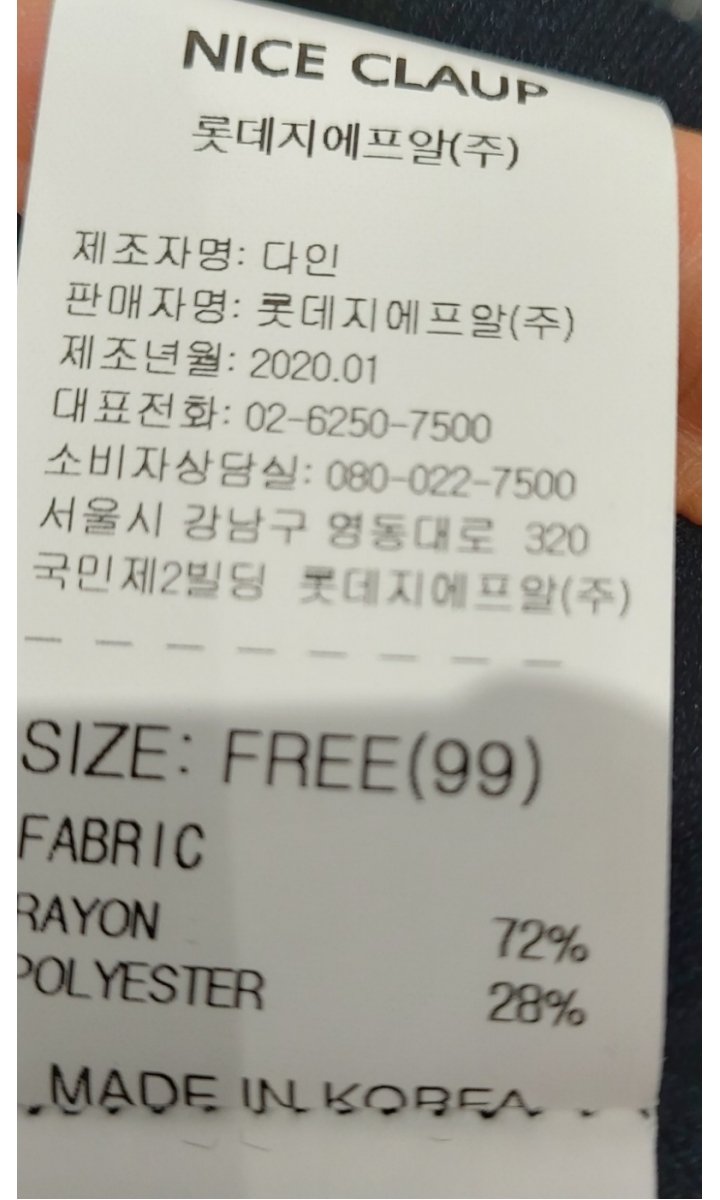 NICE CLAUP
롯데지에프알(주)
제조자명: 다인
판매자명: 롯데지에프알(주)
제조년월: 2020.01
대표전화: 02-6250-7500
소비자상담실: 080-022-7500
서울시 강남구 영동대로 320
국민제2빌딩 롯데지에프알(주)
SIZE: FREE(99)
FABRIC
RAYON 72%
POLYESTER 28%
MADE IN KOREA